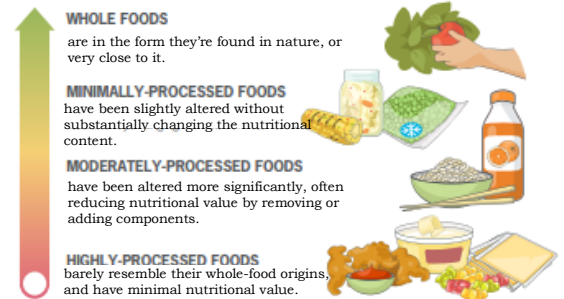 WHOLE FOODS
are in the form they're found in nature, or
very close to it.
MINIMALLY-PROCESSED FOODS
have been slightly altered without
substantially changing the nutritional
content.
MODERATELY-PROCESSED FOODS
have been altered more significantly, often
reducing nutritional value by removing or
adding components.
HIGHLY-PROCESSED FOODS
barely resemble their whole-food origins,
and have minimal nutritional value.